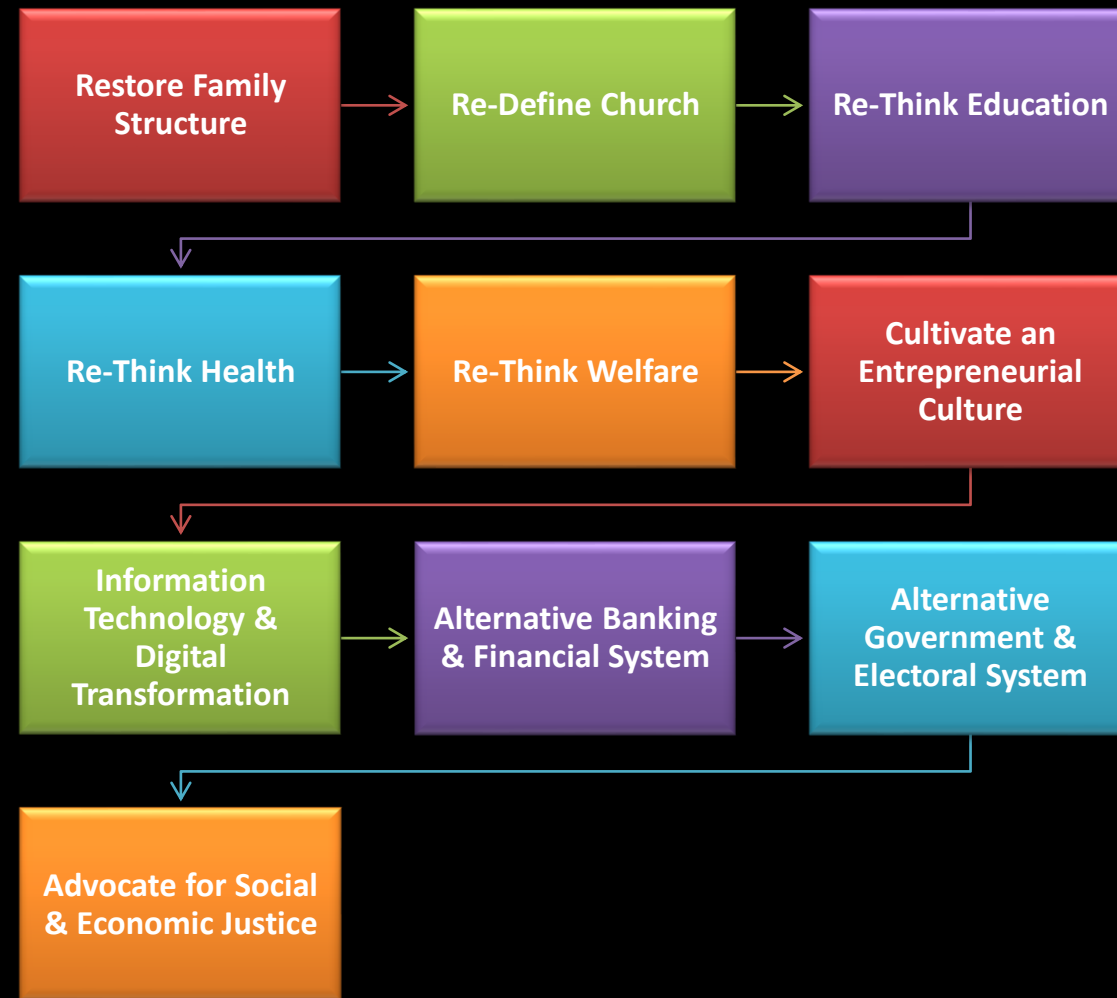 Restore Family
Structure
Re-Define Church
Re-Think Education
Re-Think Health
Re-Think Welfare
Cultivate an
Entrepreneurial
Culture
Information
Technology &
Digital
Transformation
Alternative Banking
& Financial System
Alternative
Government &
Electoral System
Advocate for Social
& Economic Justice